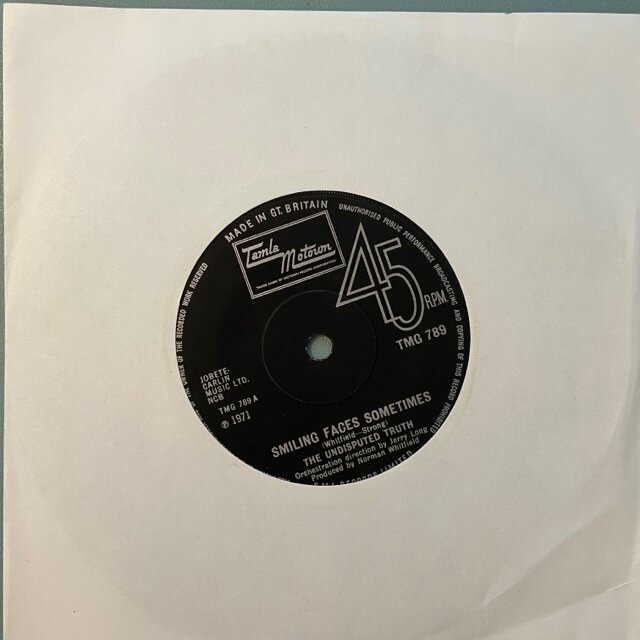 MADE IN GT. BRITAIN
UNAUTHORISED PUBLIC PERFORMANCE BROADCASTING AND COPYING OF THIS RECORD PROHIBITED
OF THE RECORDED WORK RESERVED
Tamla Motown
TRADE MARK OF MOTOWN RECORD CORPORATION
45 RPM
TMG 789
JOBETE-
CARLIN
MUSIC LTD.
NCB
TMG 789 A
℗ 1971
SMILING FACES SOMETIMES
(Whitfield—Strong)
THE UNDISPUTED TRUTH
Orchestration direction by Jerry Long
Produced by Norman Whitfield
RECORDS LIMITED